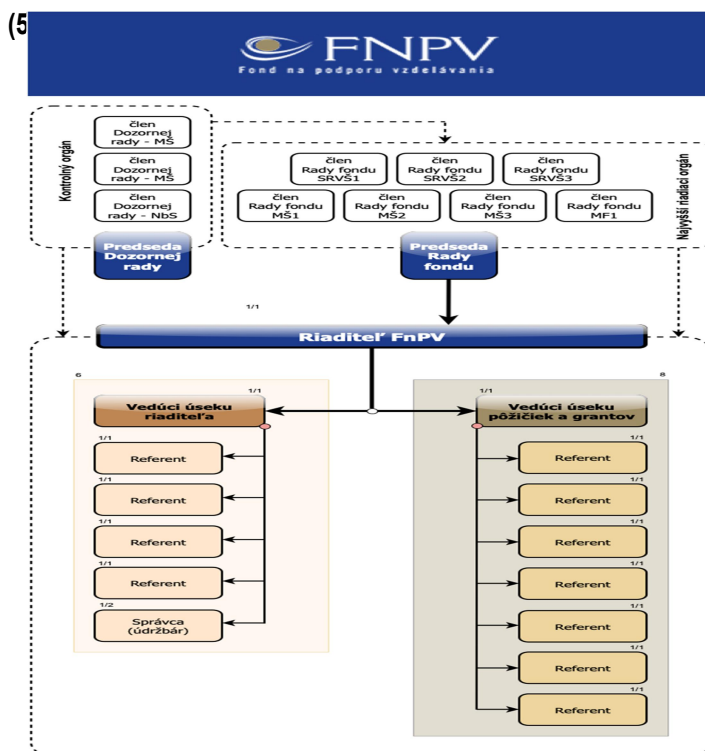 (5
FNPV
Fond na podporu vzdelávania
Kontrolný orgán
člen
Dozornej
rady - MŠ
člen
Dozornej
rady - MŠ
člen
Dozornej
rady - NbS
Predseda
Dozornej
rady
člen
Rady fondu
SRVŠ1
člen
Rady fondu
SRVŠ2
člen
Rady fondu
SRVŠ3
člen
Rady fondu
MŠ1
člen
Rady fondu
MŠ2
člen
Rady fondu
MŠ3
člen
Rady fondu
MF1
Najvyšší riadiaci orgán
Predseda
Rady
fondu
1/1
Riaditeľ FnPV
6
1/1
Vedúci úseku
riaditeľa
1/1
Referent
1/1
Referent
1/1
Referent
1/1
Referent
1/2
Správca
(údržbár)
8
1/1
Vedúci úseku
pôžičiek a grantov
1/1
Referent
1/1
Referent
1/1
Referent
1/1
Referent
1/1
Referent
1/1
Referent
1/1
Referent